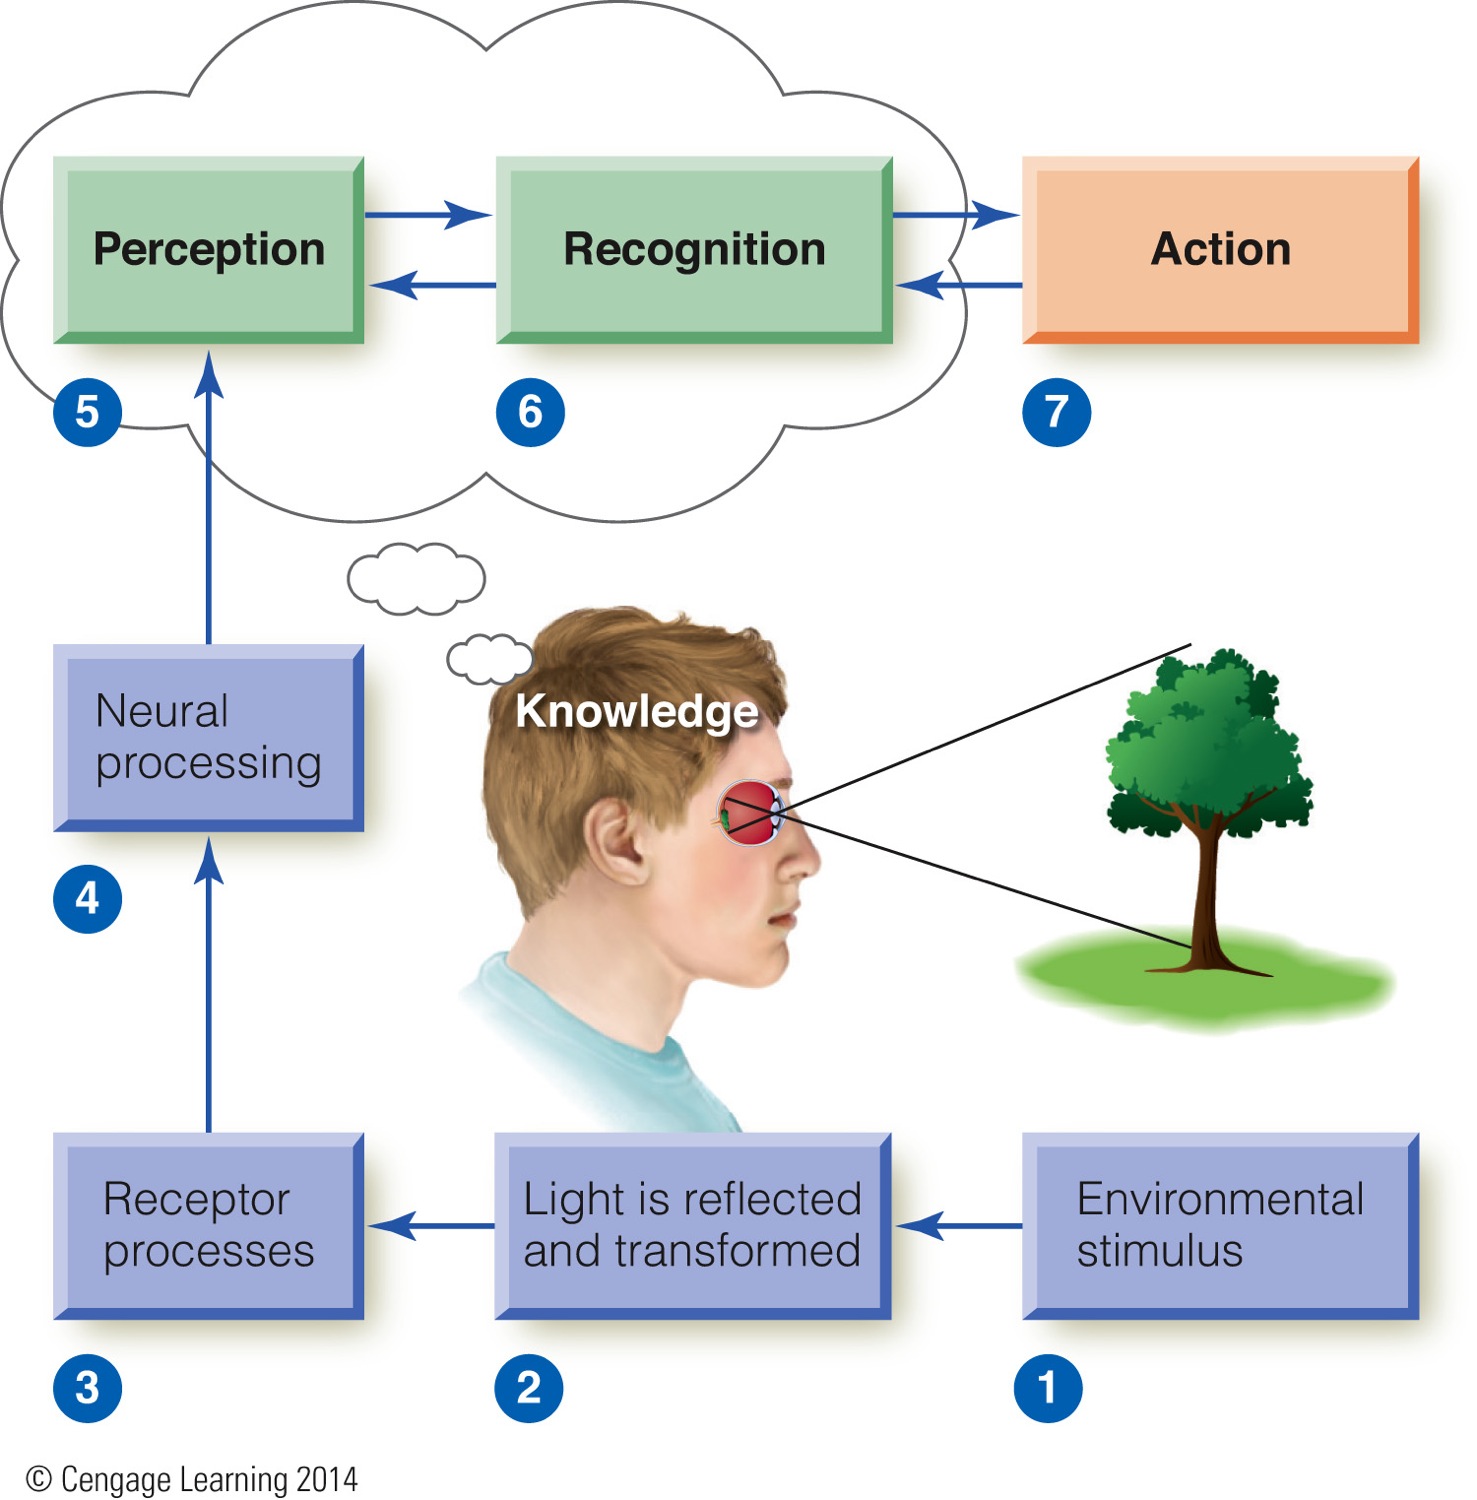 Perception
Recognition
Action
5
6
7
Neural
processing
Knowledge
4
Receptor
processes
Light is reflected
and transformed
Environmental
stimulus
3
2
1
© Cengage Learning 2014